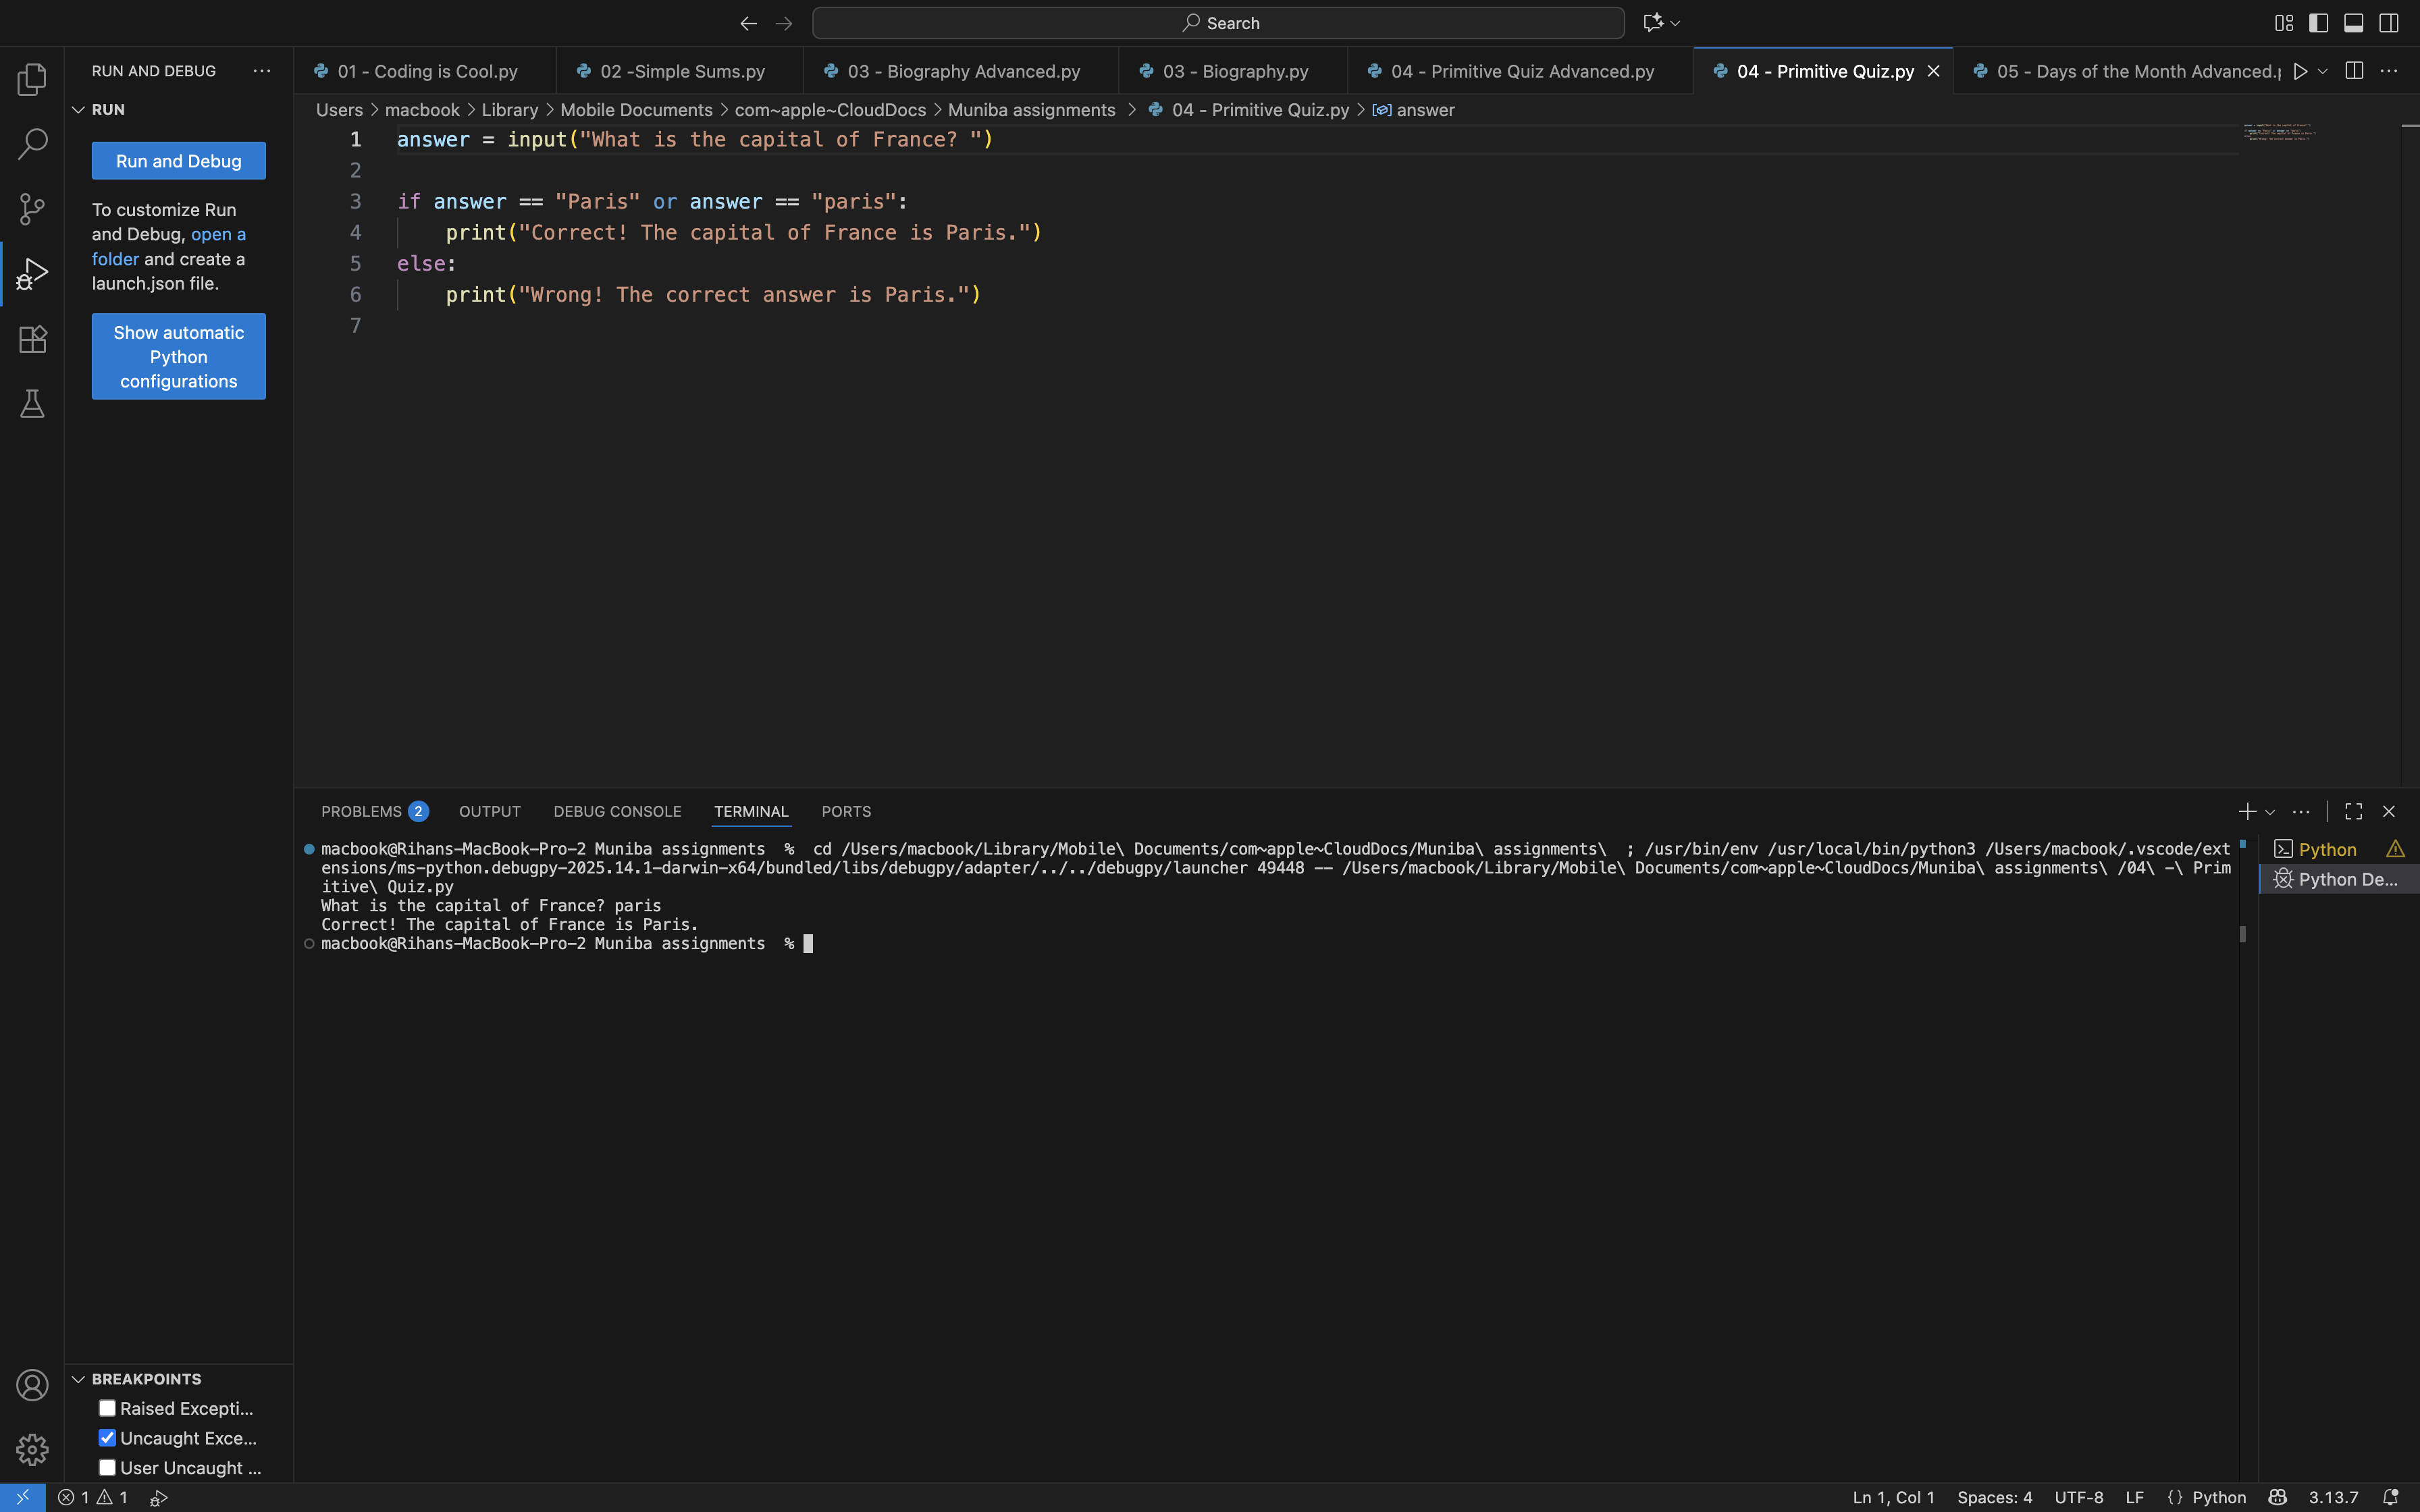 Search
RUN AND DEBUG
RUN
Run and Debug
To customize Run
and Debug, open a
folder and create a
launch.json file.
Show automatic
Python
configurations
01 - Coding is Cool.py
02 -Simple Sums.py
03 - Biography Advanced.py
03 - Biography.py
04 - Primitive Quiz Advanced.py
04 - Primitive Quiz.py
05 - Days of the Month Advanced.p
Users > macbook > Library > Mobile Documents > com~apple~CloudDocs > Muniba assignments > 04 - Primitive Quiz.py > answer
1 answer = input("What is the capital of France? ")
2
3 if answer == "Paris" or answer == "paris":
4     print("Correct! The capital of France is Paris.")
5 else:
6     print("Wrong! The correct answer is Paris.")
7
PROBLEMS 2 OUTPUT DEBUG CONSOLE TERMINAL PORTS
macbook@Rihans-MacBook-Pro-2 Muniba assignments  %  cd /Users/macbook/Library/Mobile\ Documents/com~apple~CloudDocs/Muniba\ assignments\  ; /usr/bin/env /usr/local/bin/python3 /Users/macbook/.vscode/ext
ensions/ms-python.debugpy-2025.14.1-darwin-x64/bundled/libs/debugpy/adapter/../../debugpy/launcher 49448 -- /Users/macbook/Library/Mobile\ Documents/com~apple~CloudDocs/Muniba\ assignments\ /04\ -\ Prim
itive\ Quiz.py
What is the capital of France? paris
Correct! The capital of France is Paris.
macbook@Rihans-MacBook-Pro-2 Muniba assignments  %
Python
Python De...
BREAKPOINTS
Raised Excepti...
Uncaught Exce...
User Uncaught ...
1 1
Ln 1, Col 1 Spaces: 4 UTF-8 LF {} Python 3.13.7